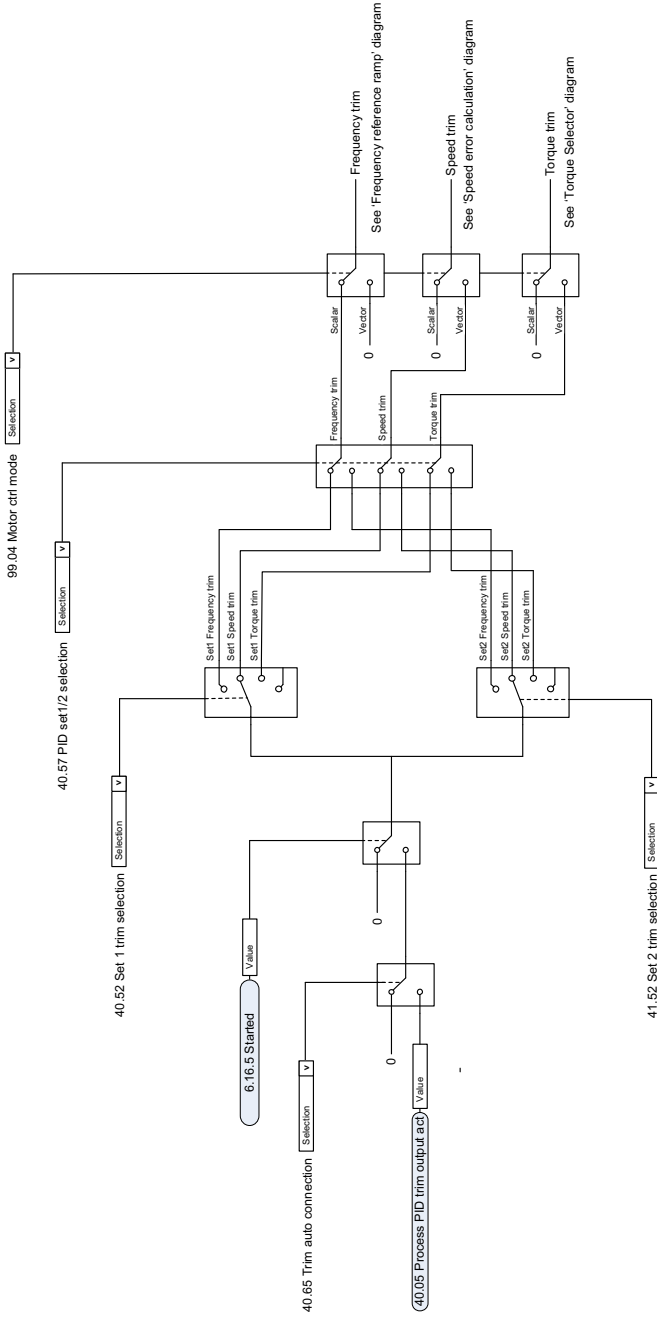 99.04 Motor ctrl mode
Selection
v
40.57 PID set1/2 selection
Selection
v
40.52 Set 1 trim selection
Selection
v
6.16.5 Started
Value
40.65 Trim auto connection
Selection
v
0
0
40.05 Process PID trim output act
Value
-
Set1 Frequency trim
Set1 Speed trim
Set1 Torque trim
Set2 Frequency trim
Set2 Speed trim
Set2 Torque trim
41.52 Set 2 trim selection
Selection
v
Frequency trim
Speed trim
Torque trim
Scalar
Vector
0
Frequency trim
See 'Frequency reference ramp' diagram
Scalar
0
Vector
Speed trim
See 'Speed error calculation' diagram
Scalar
0
Vector
Torque trim
See 'Torque Selector' diagram